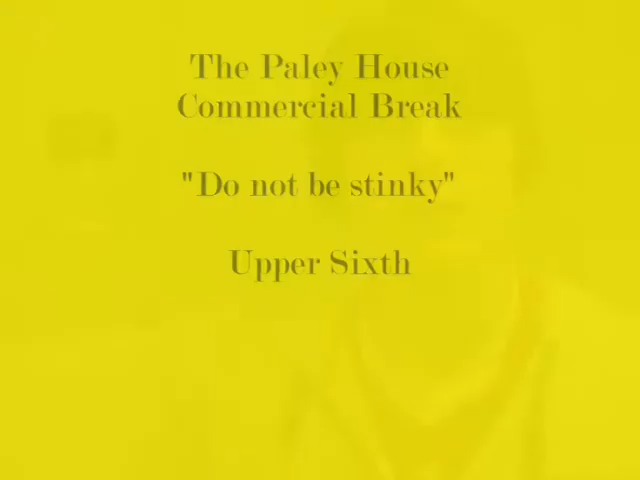 The Paley House
Commercial Break
"Do not be stinky"
Upper Sixth